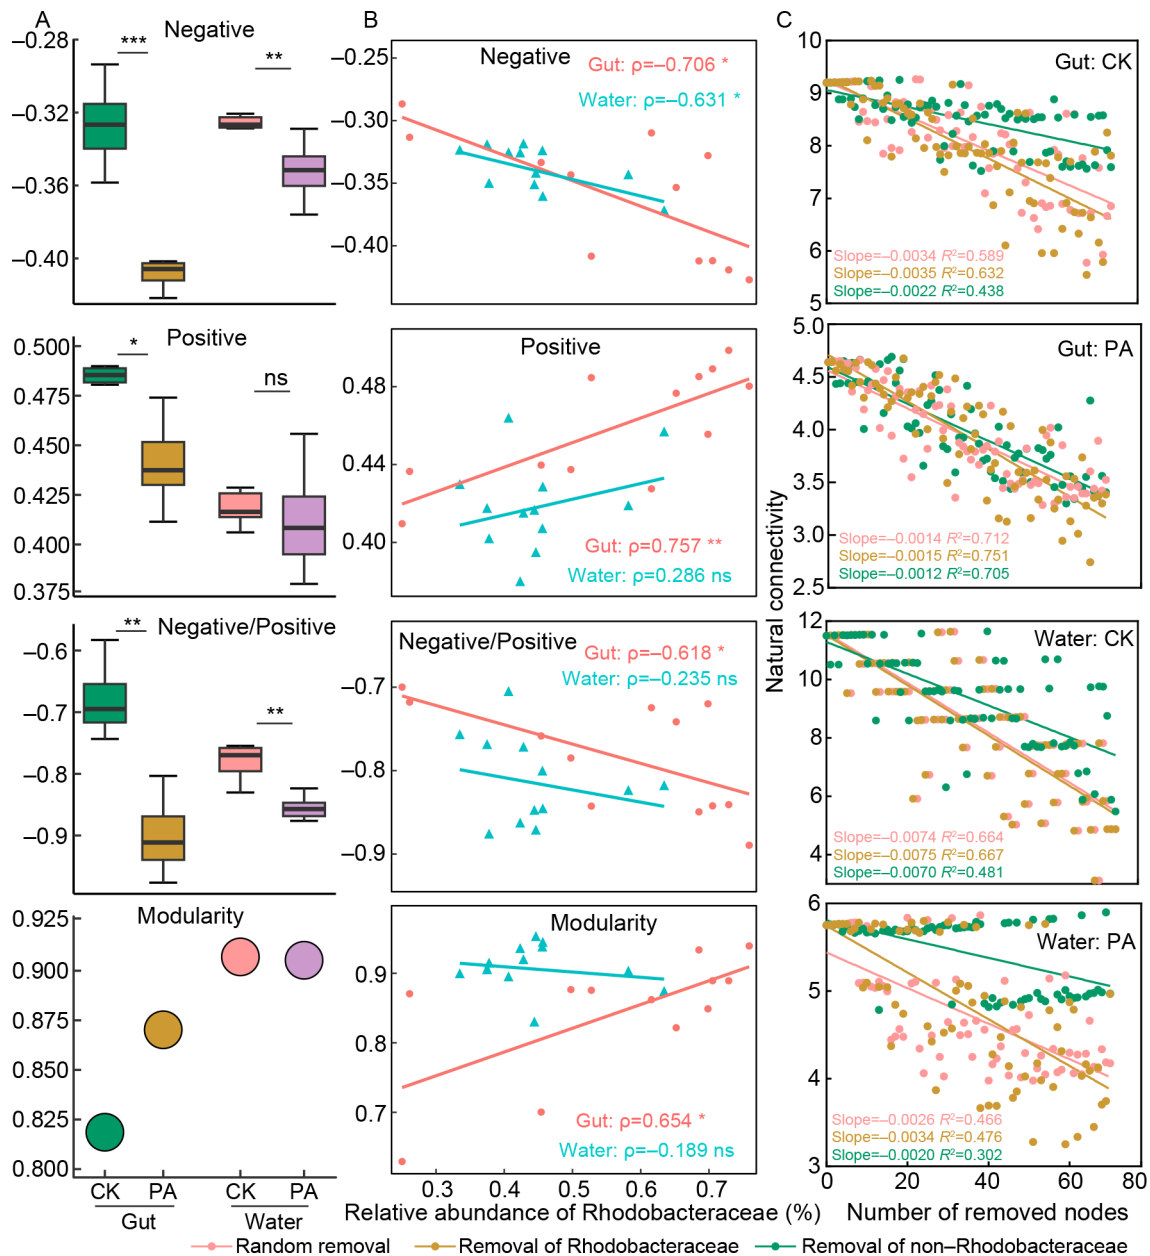 A
Negative
–0.28
–0.32
–0.36
–0.40
***
**
Positive
0.500
0.475
0.450
0.425
0.400
0.375
*
ns
Negative/Positive
–0.6
–0.7
–0.8
–0.9
**
**
Modularity
0.925
0.900
0.875
0.850
0.825
0.800
CK PA CK PA
Gut Water
B
Negative
Gut: ρ=–0.706 *
Water: ρ=–0.631 *
–0.25
–0.30
–0.35
–0.40
Positive
0.48
0.44
0.40
Gut: ρ=0.757 **
Water: ρ=0.286 ns
Negative/Positive
Gut: ρ=–0.618 *
Water: ρ=–0.235 ns
–0.7
–0.8
–0.9
Modularity
0.9
0.8
0.7
Gut: ρ=0.654 *
Water: ρ=–0.189 ns
0.3 0.4 0.5 0.6 0.7
Relative abundance of Rhodobacteraceae (%)
C
Natural connectivity
Gut: CK
10
9
8
7
6
5
Slope=–0.0034 R²=0.589
Slope=–0.0035 R²=0.632
Slope=–0.0022 R²=0.438
Gut: PA
5.0
4.5
4.0
3.5
3.0
2.5
Slope=–0.0014 R²=0.712
Slope=–0.0015 R²=0.751
Slope=–0.0012 R²=0.705
Water: CK
12
10
8
6
4
Slope=–0.0074 R²=0.664
Slope=–0.0075 R²=0.667
Slope=–0.0070 R²=0.481
Water: PA
6
5
4
3
Slope=–0.0026 R²=0.466
Slope=–0.0034 R²=0.476
Slope=–0.0020 R²=0.302
0 20 40 60 80
Number of removed nodes
Random removal Removal of Rhodobacteraceae Removal of non–Rhodobacteraceae